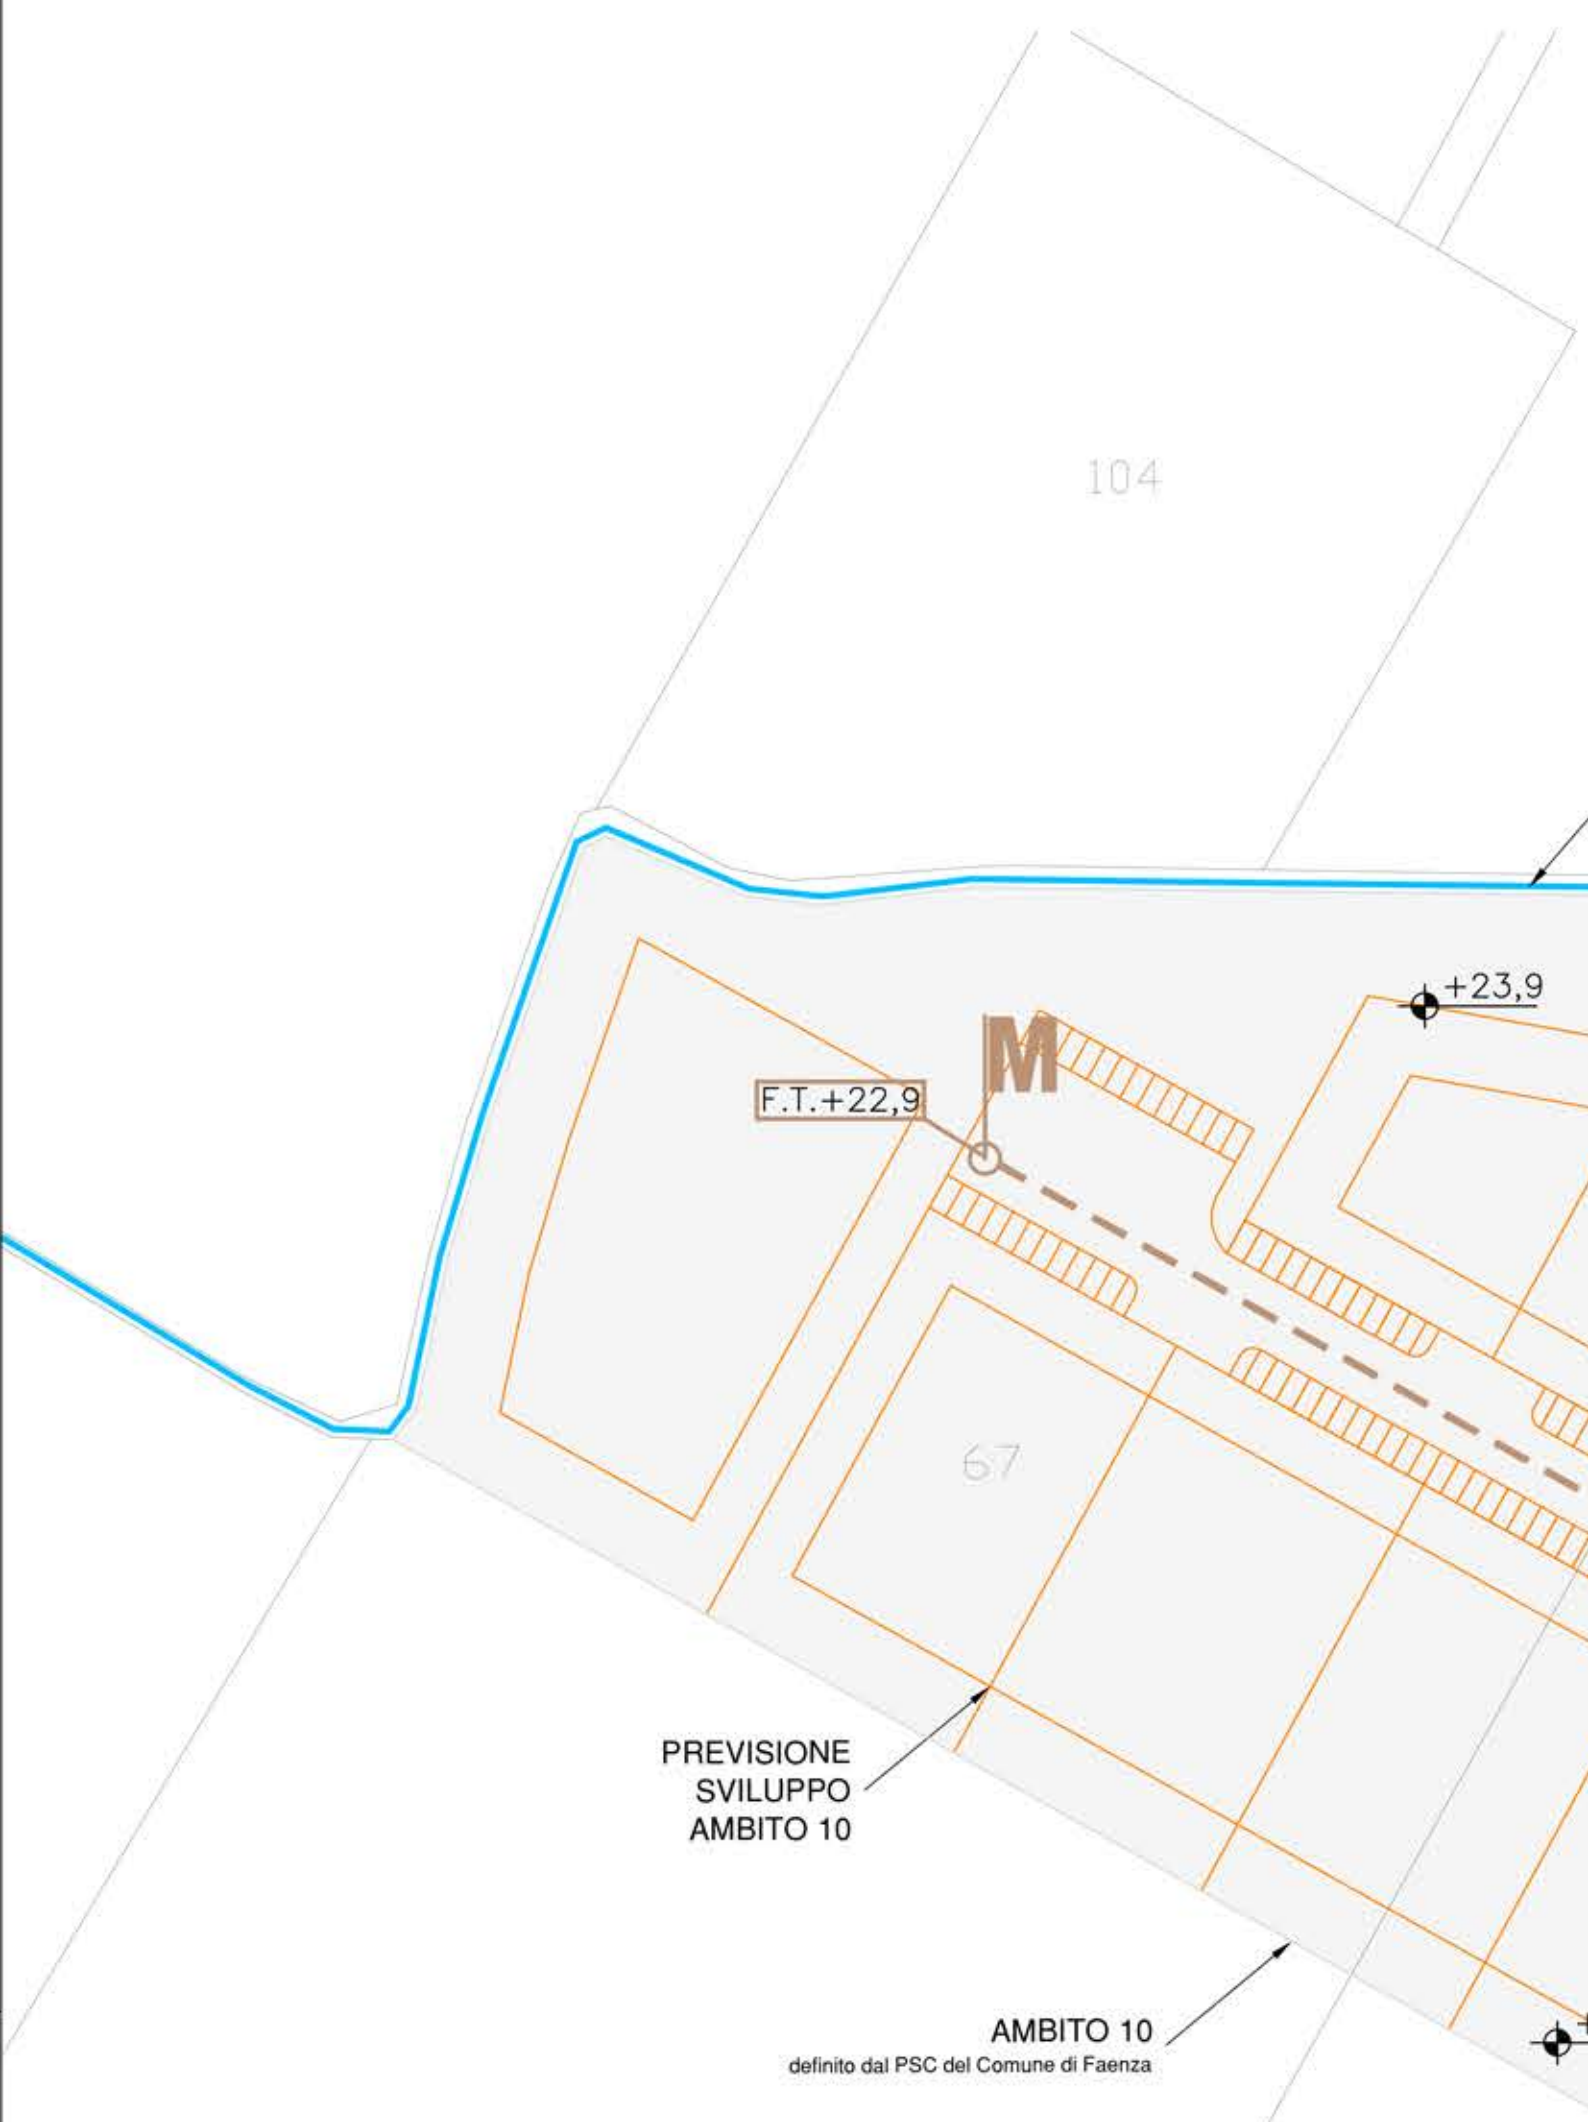 104
+23,9
M
F.T.+22,9
67
PREVISIONE
SVILUPPO
AMBITO 10
AMBITO 10
definito dal PSC del Comune di Faenza